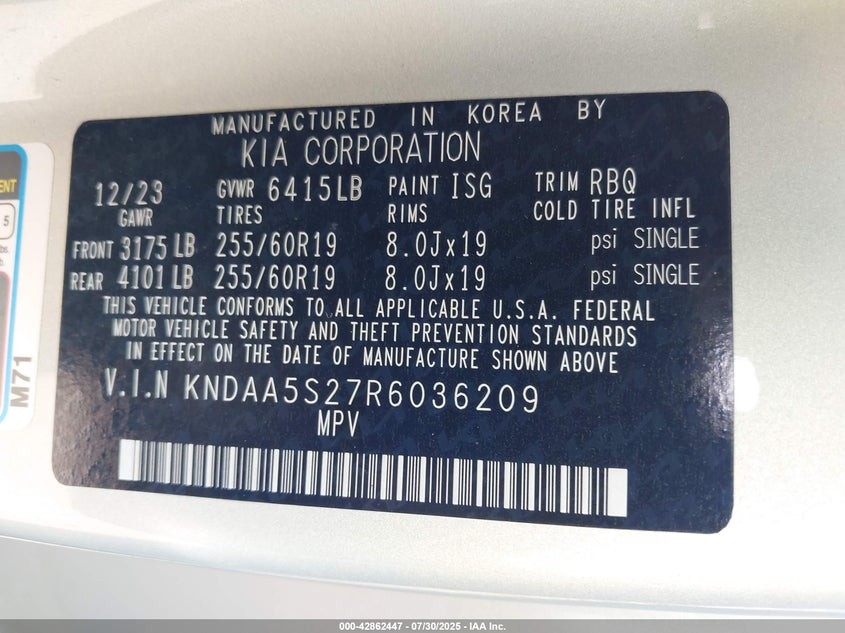 MANUFACTURED IN KOREA BY
KIA CORPORATION
12/23 GVWR 6415LB PAINT ISG TRIM RBQ
GAWR TIRES RIMS COLD TIRE INFL
FRONT 3175 LB 255/60R19 8.0Jx19 psi SINGLE
REAR 4101 LB 255/60R19 8.0Jx19 psi SINGLE
THIS VEHICLE CONFORMS TO ALL APPLICABLE U.S.A. FEDERAL
MOTOR VEHICLE SAFETY AND THEFT PREVENTION STANDARDS
IN EFFECT ON THE DATE OF MANUFACTURE SHOWN ABOVE
V.I.N KNDAA5S27R6036209
MPV
5
M71
000-42862447 - 07/30/2025 - IAA Inc.